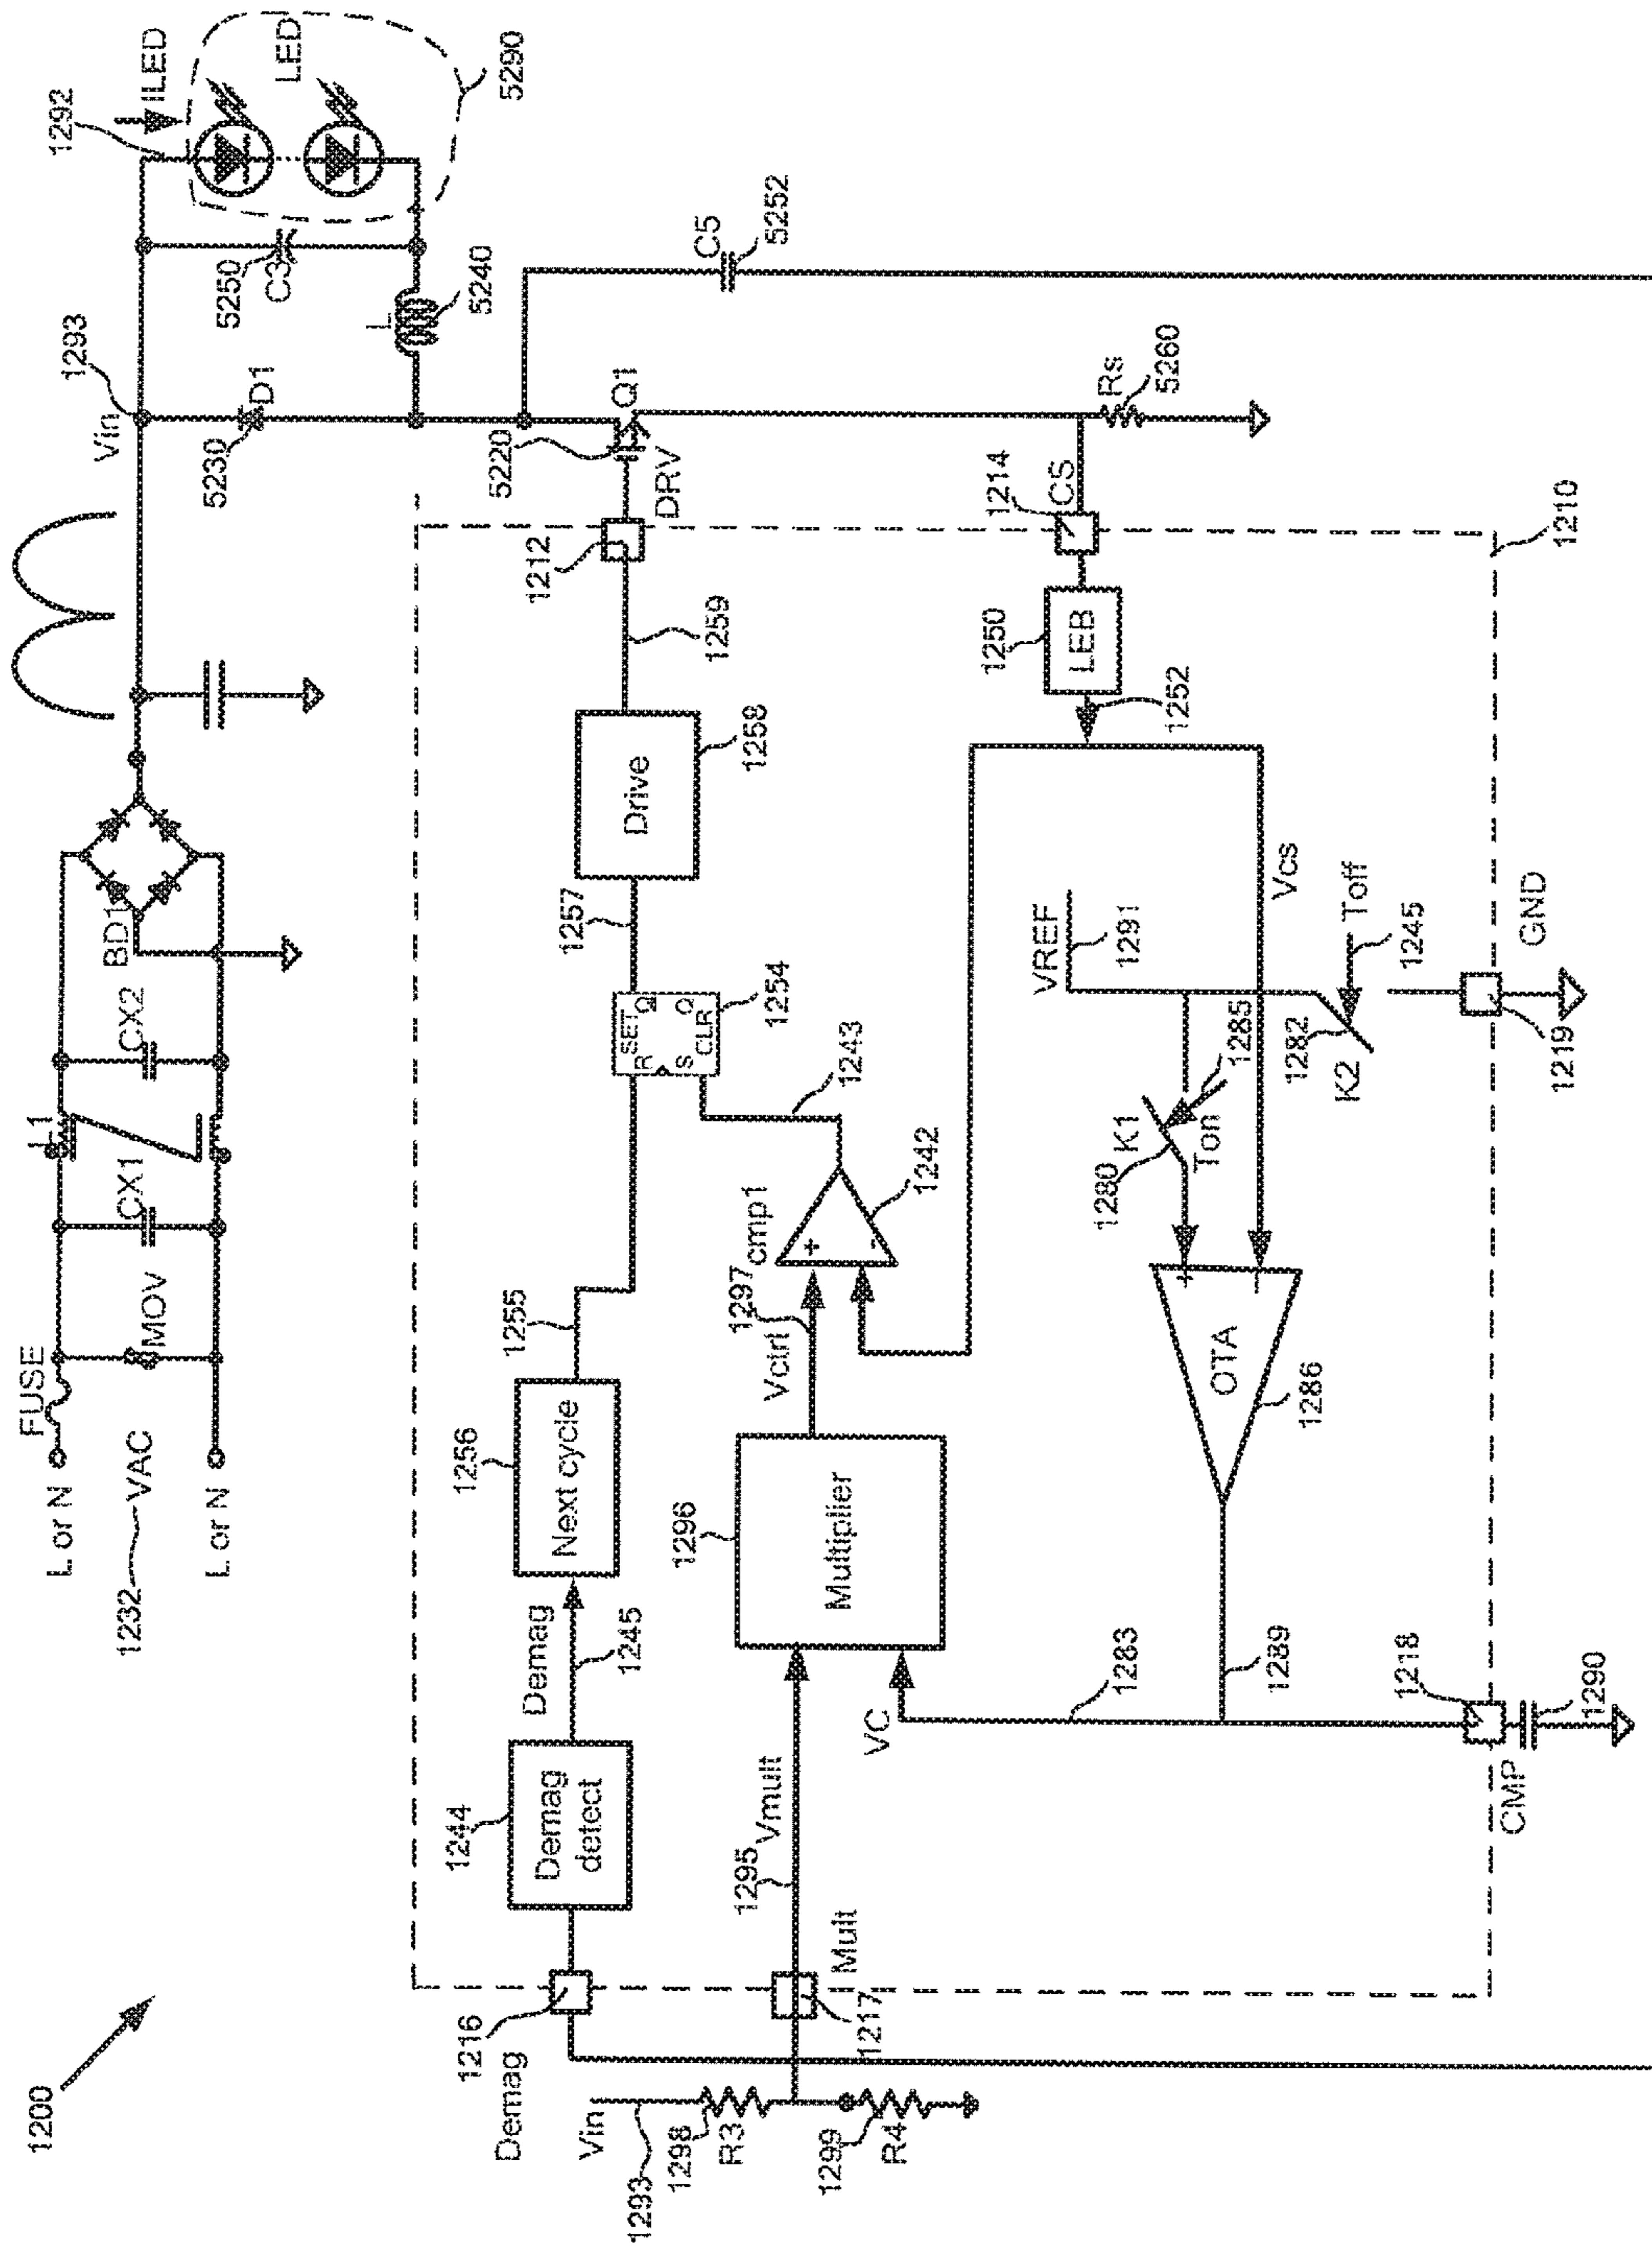 1200
L or N
FUSE
L1
1232
VAC
MOV
CX1
CX2
L or N
BD1
Vin
1293
5230
D1
5250
C3
L
5240
1292
ILED
LED
5290
1216
Demag
1244
Demag
detect
Demag
1245
1256
Next cycle
1255
R
SET
Q
S
CLR
Q
1254
1257
Drive
1258
1259
1212
DRV
5220
Q1
C5
5252
Vin
1293
1298
R3
1299
R4
1217
Mult
1295
Vmult
1296
Multiplier
VC
1283
Vctrl
1297
cmp1
+
-
1242
1243
1250
LEB
1252
1214
CS
Rs
5260
OTA
+
-
1286
1289
1280
K1
Ton
1285
VREF
1291
Vcs
1282
K2
Toff
1245
1218
CMP
1290
1219
GND
1210